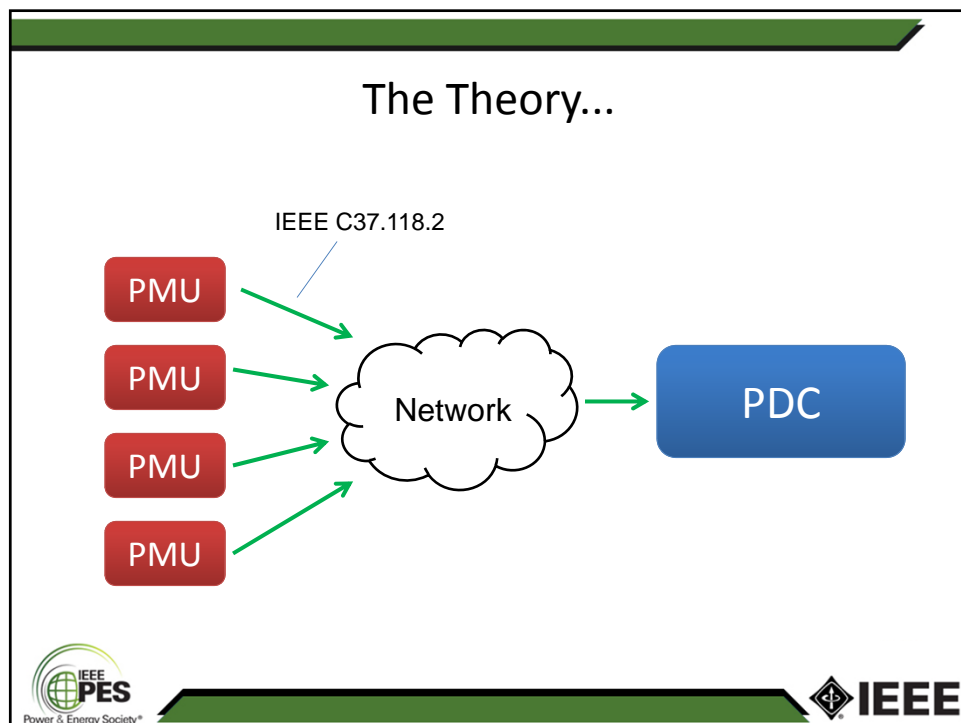 The Theory...
IEEE C37.118.2
PMU
PMU
PMU
PMU
Network
PDC
IEEE
PES
Power & Energy Society®
IEEE